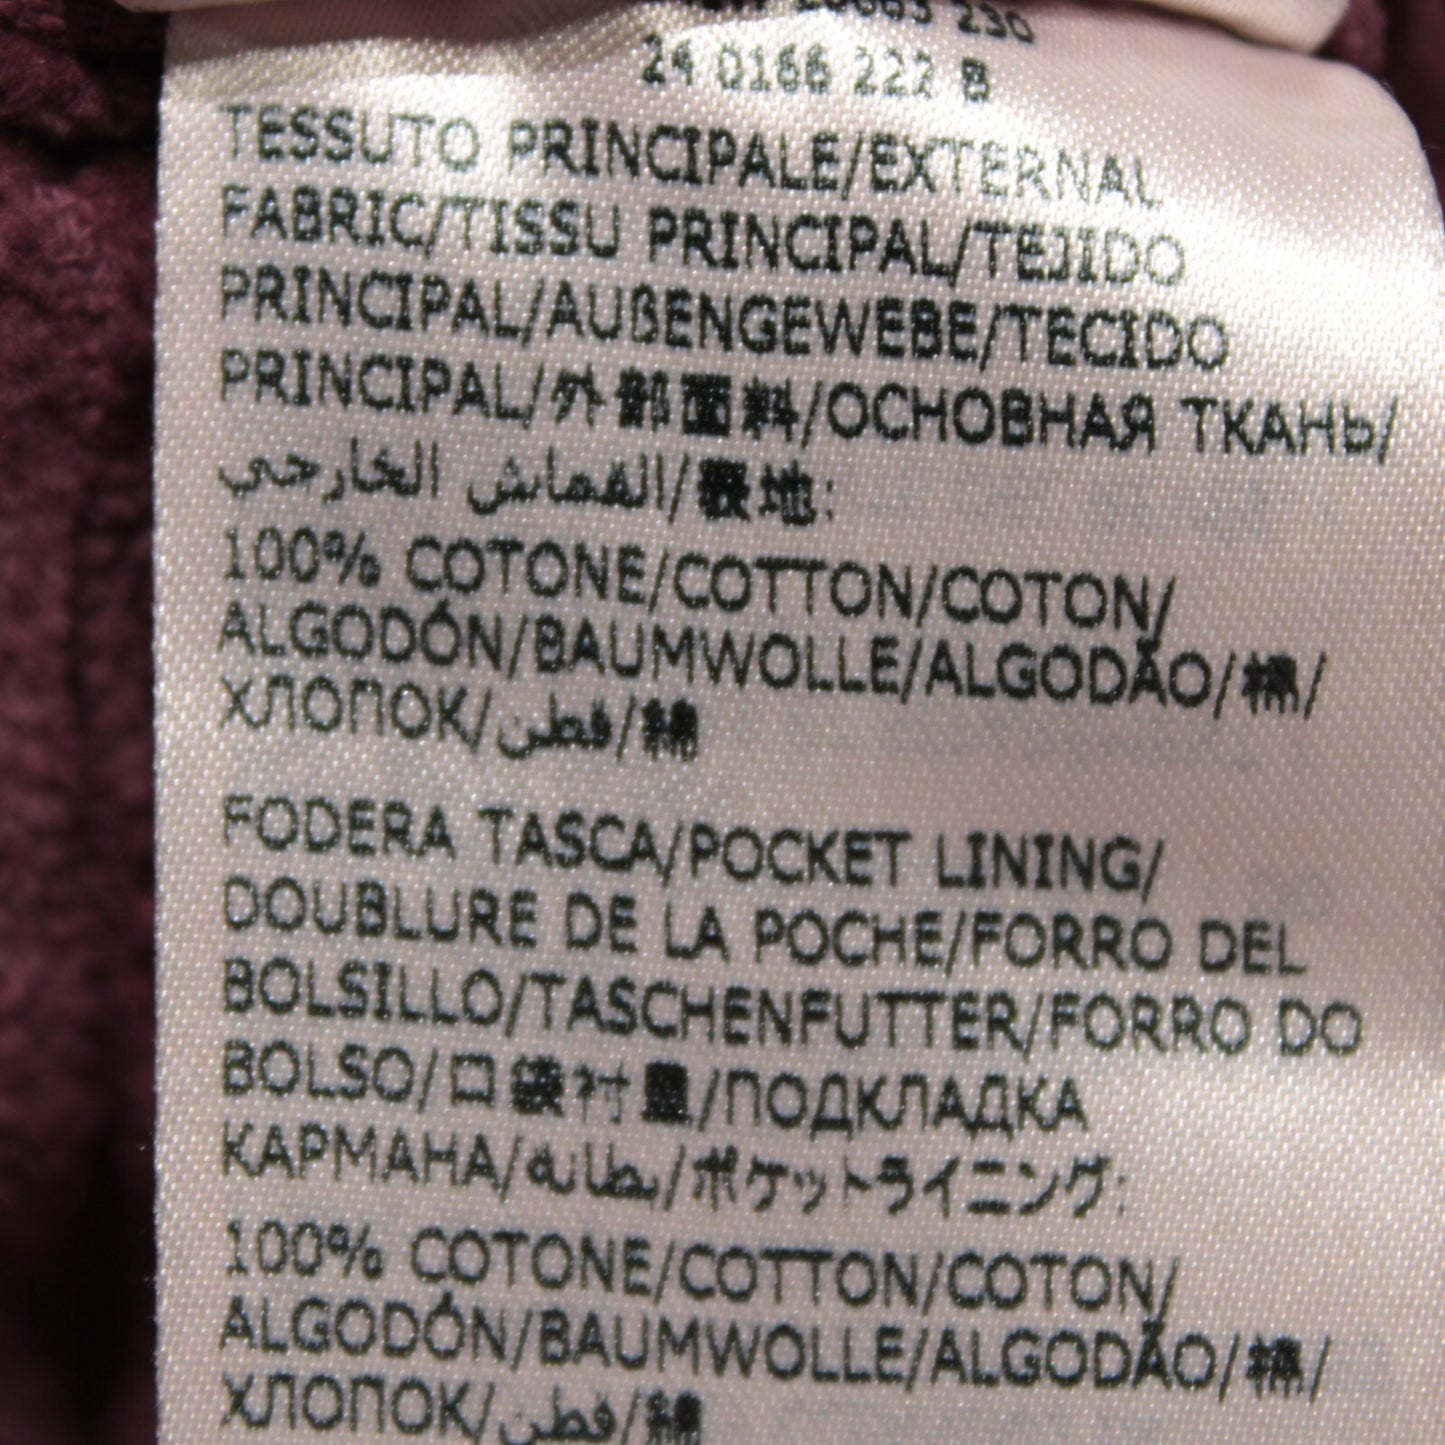 230
24 0166 222 B
TESSUTO PRINCIPALE/EXTERNAL
FABRIC/TISSU PRINCIPAL/TEJIDO
PRINCIPAL/AUßENGEWEBE/TECIDO
PRINCIPAL/外部面料/ОСНОВНАЯ ТКАНЬ/
القماش الخارجي/表地:
100% COTONE/COTTON/COTON/
ALGODÓN/BAUMWOLLE/ALGODÃO/棉/
ХЛОПОК/قطن/綿
FODERA TASCA/POCKET LINING/
DOUBLURE DE LA POCHE/FORRO DEL
BOLSILLO/TASCHENFUTTER/FORRO DO
BOLSO/口袋衬里/ПОДКЛАДКА
КАРМАНА/بطانة/ポケットライニング:
100% COTONE/COTTON/COTON/
ALGODÓN/BAUMWOLLE/ALGODÃO/棉/
ХЛОПОК/قطن/綿